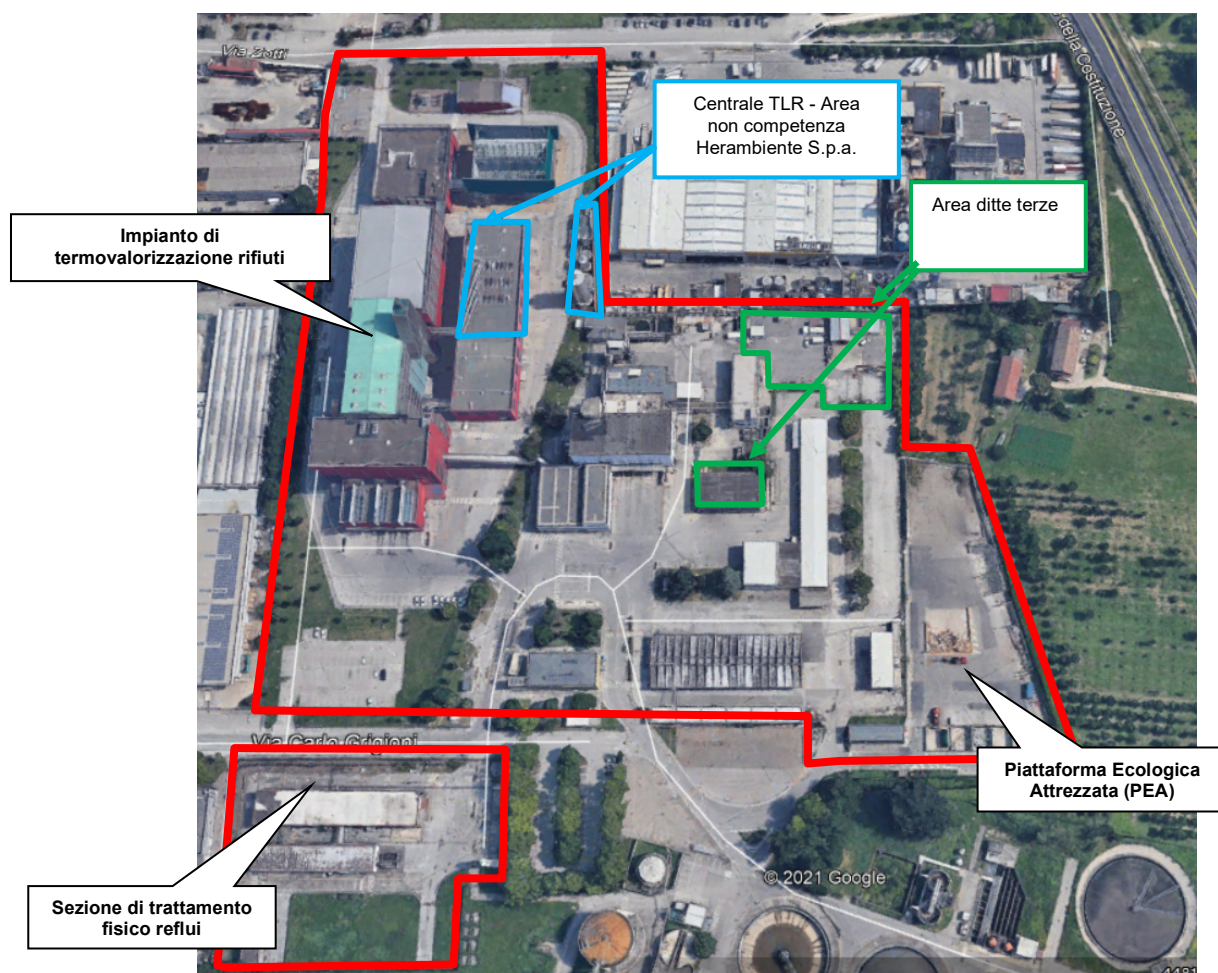 Via Zotti
della Costituzione
Centrale TLR - Area
non competenza
Herambiente S.p.a.
Area ditte terze
Impianto di
termovalorizzazione rifiuti
Via Carlo Grigioni
Piattaforma Ecologica
Attrezzata (PEA)
© 2021 Google
Sezione di trattamento
fisico reflui